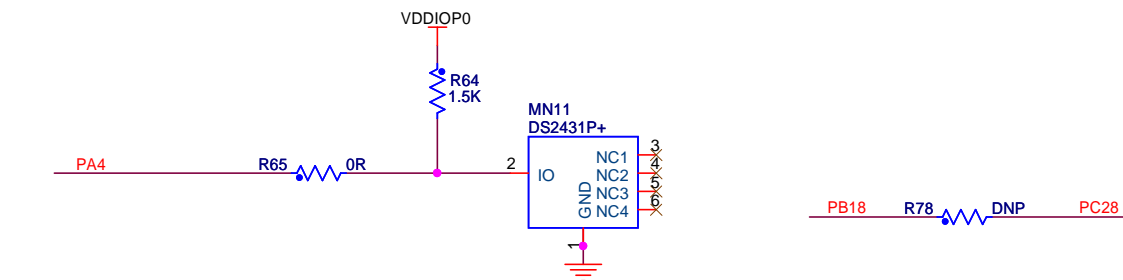 VDDIOP0
R64
1.5K
MN11
DS2431P+
PA4
R65
0R
2
IO
GND
NC1
NC2
NC3
NC4
3
4
5
6
1
PB18
R78
DNP
PC28